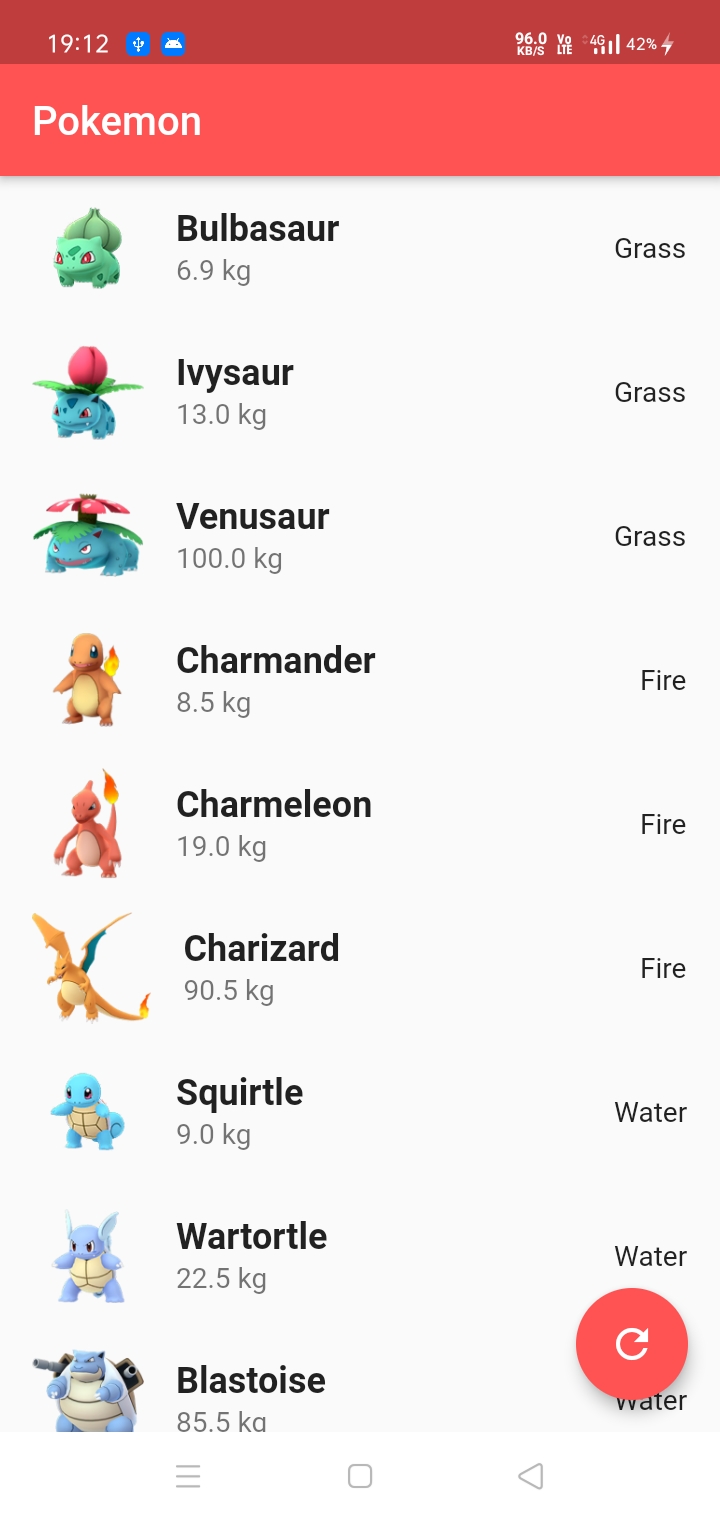 19:12 96.0 KB/S Vo LTE 4G 42%
Pokemon
Bulbasaur
6.9 kg
Grass
Ivysaur
13.0 kg
Grass
Venusaur
100.0 kg
Grass
Charmander
8.5 kg
Fire
Charmeleon
19.0 kg
Fire
Charizard
90.5 kg
Fire
Squirtle
9.0 kg
Water
Wartortle
22.5 kg
Water
Blastoise
85.5 kg
Water